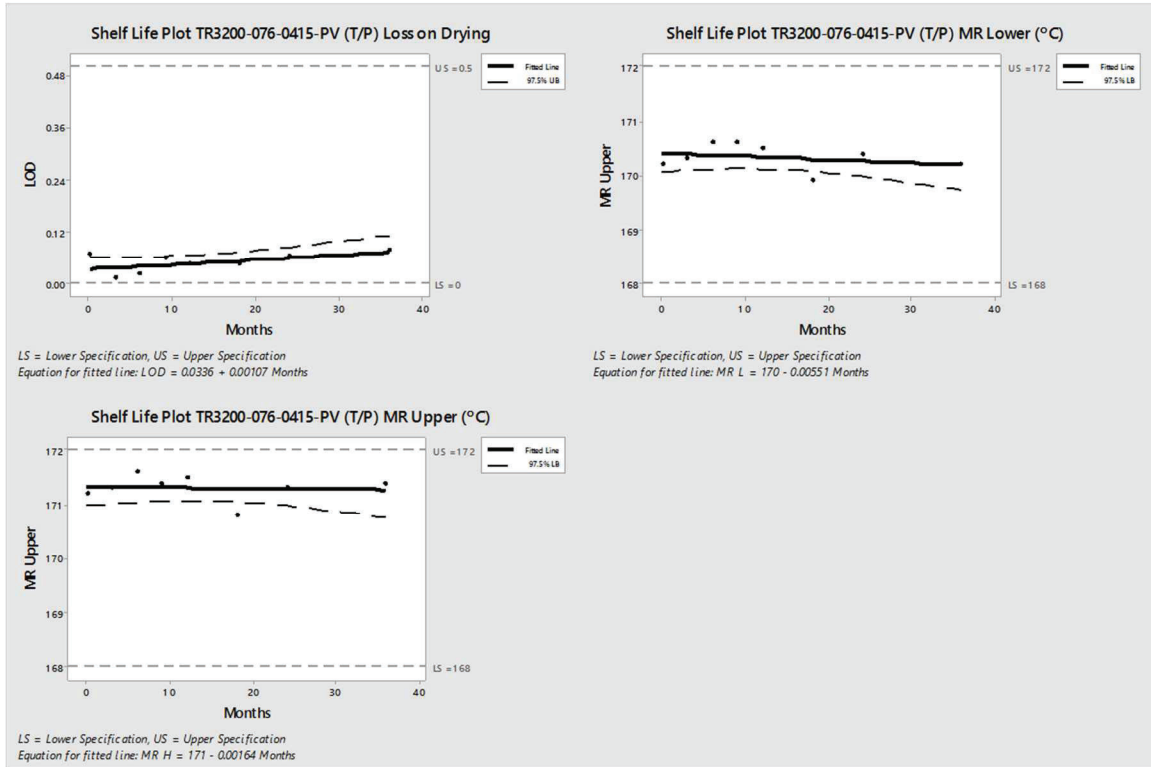 Shelf Life Plot TR3200-076-0415-PV (T/P) Loss on Drying
US =0.5
Fitted Line
97.5% UB
0.48
0.36
0.24
0.12
0.00
LOD
LS =0
0 10 20 30 40
Months
LS = Lower Specification, US = Upper Specification
Equation for fitted line: LOD = 0.0336 + 0.00107 Months
Shelf Life Plot TR3200-076-0415-PV (T/P) MR Lower (ºC)
US =172
Fitted Line
97.5% LB
172
171
170
169
168
MR Upper
LS =168
0 10 20 30 40
Months
LS = Lower Specification, US = Upper Specification
Equation for fitted line: MR L = 170 - 0.00551 Months
Shelf Life Plot TR3200-076-0415-PV (T/P) MR Upper (ºC)
US =172
Fitted Line
97.5% LB
172
171
170
169
168
MR Upper
LS =168
0 10 20 30 40
Months
LS = Lower Specification, US = Upper Specification
Equation for fitted line: MR H = 171 - 0.00164 Months